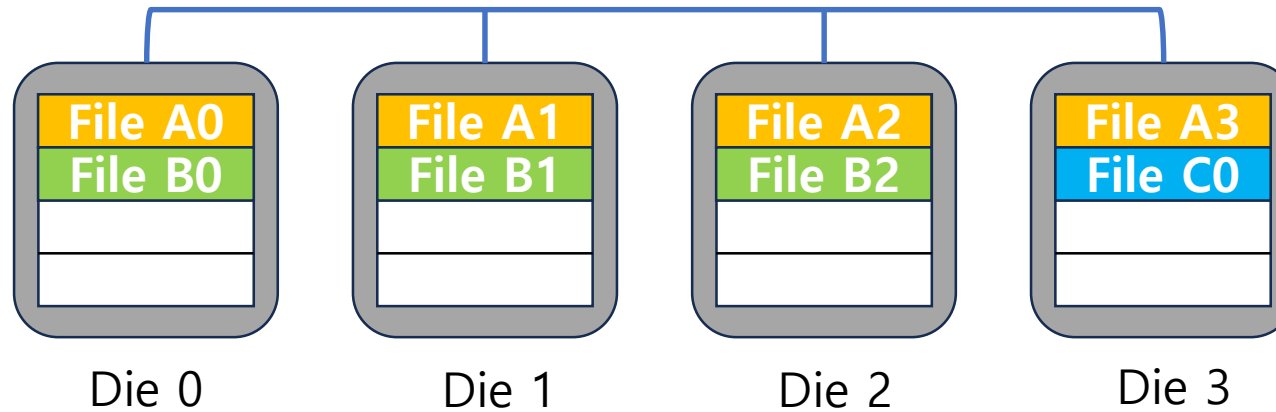 File A0 File A1 File A2 File A3
File B0 File B1 File B2 File C0
Die 0 Die 1 Die 2 Die 3